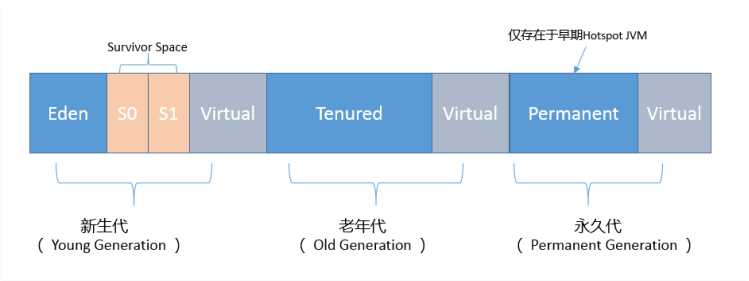 仅存在于早期Hotspot JVM
Survivor Space
Eden
S0
S1
Virtual
Tenured
Virtual
Permanent
Virtual
新生代
（ Young Generation ）
老年代
（ Old Generation ）
永久代
（ Permanent Generation ）